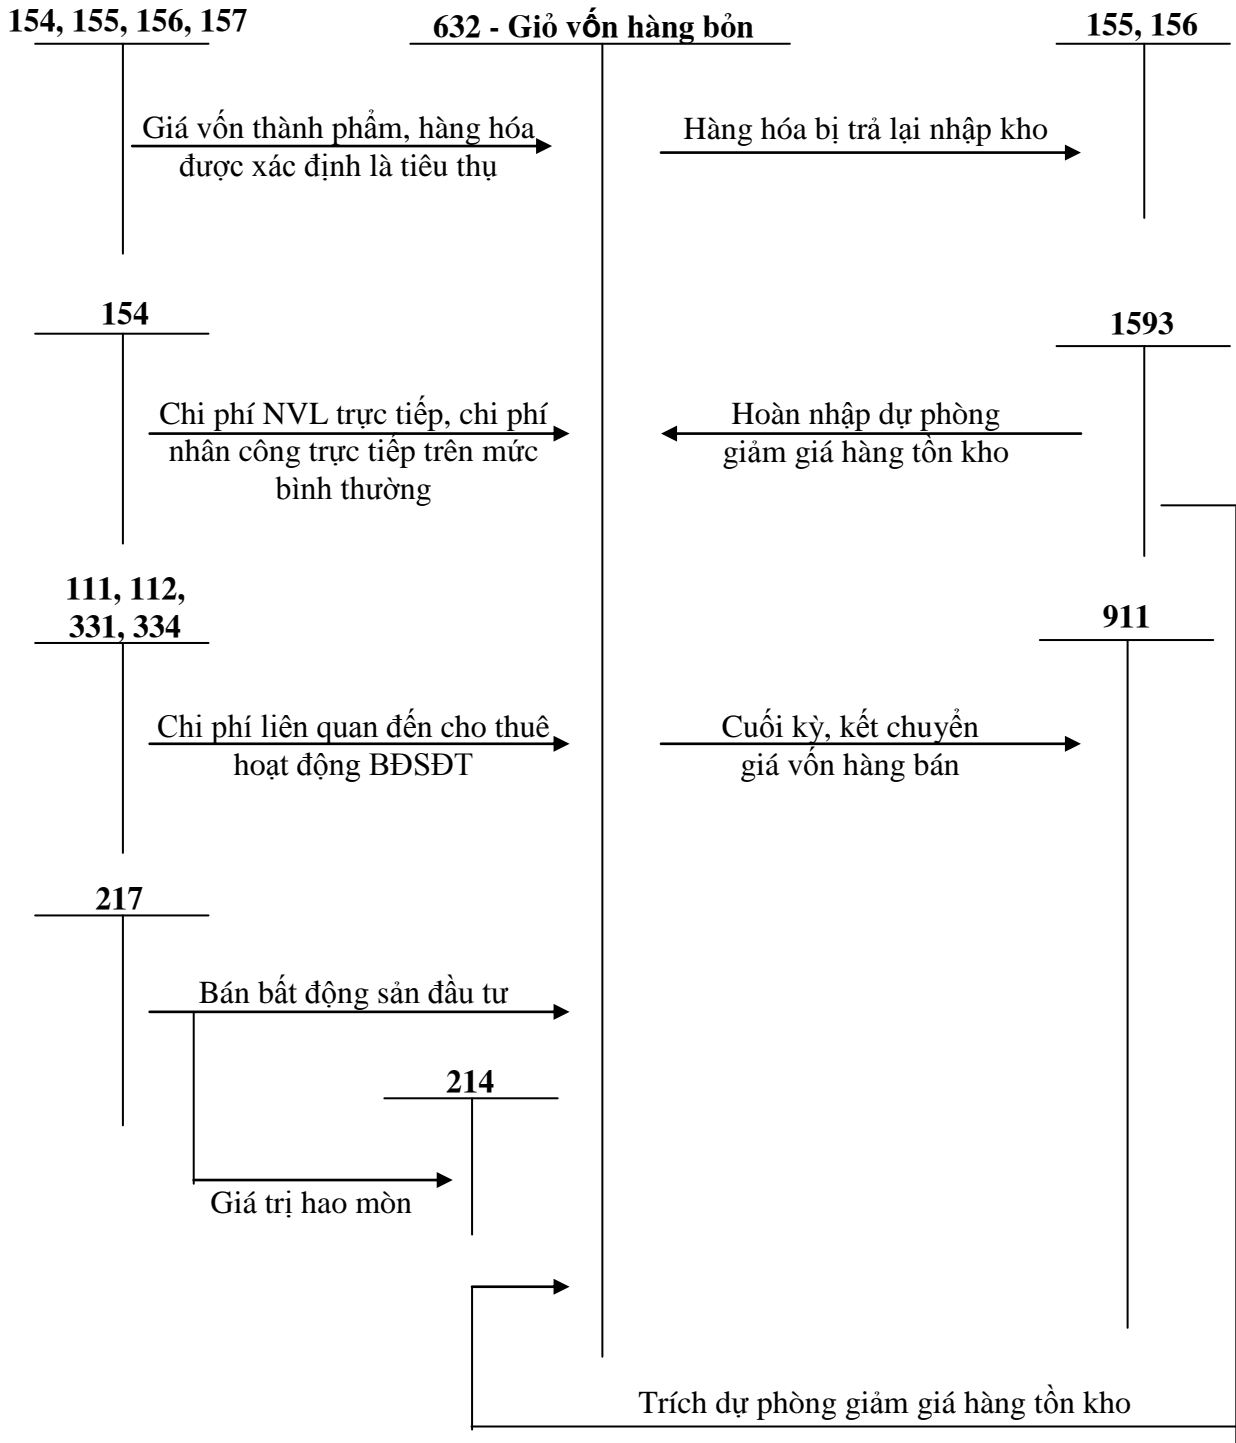 154, 155, 156, 157
632 - Giỏ vốn hàng bỏn
155, 156
Giá vốn thành phẩm, hàng hóa
được xác định là tiêu thụ
Hàng hóa bị trả lại nhập kho
154
1593
Chi phí NVL trực tiếp, chi phí
nhân công trực tiếp trên mức
bình thường
Hoàn nhập dự phòng
giảm giá hàng tồn kho
111, 112,
331, 334
911
Chi phí liên quan đến cho thuê
hoạt động BĐSĐT
Cuối kỳ, kết chuyển
giá vốn hàng bán
217
Bán bất động sản đầu tư
214
Giá trị hao mòn
Trích dự phòng giảm giá hàng tồn kho